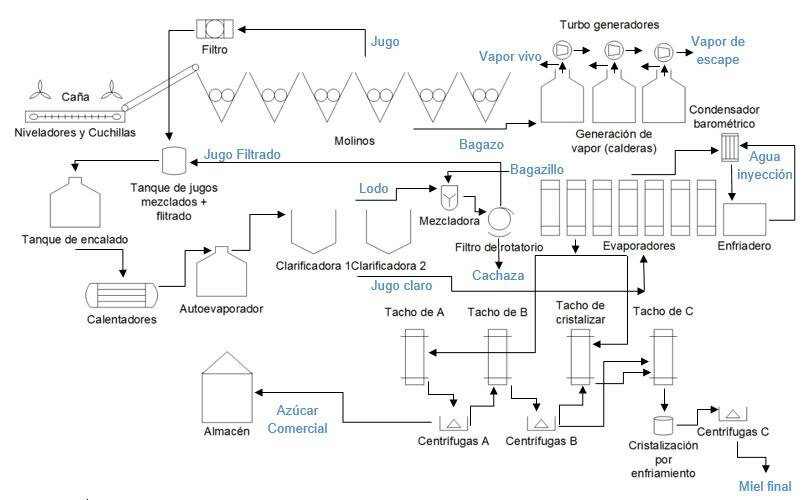 Turbo generadores
Jugo
Filtro
Vapor vivo
Vapor de
escape
Caña
Niveladores y Cuchillas
Molinos
Bagazo
Generación de
vapor (calderas)
Condensador
barométrico
Jugo Filtrado
Bagazillo
Agua
inyección
Tanque de jugos
mezclados +
flitrado
Lodo
Mezcladora
Tanque de encalado
Filtro de rotatorio
Evaporadores
Enfriadero
Clarificadora 1
Clarificadora 2
Cachaza
Jugo claro
Calentadores
Autoevaporador
Tacho de A
Tacho de B
Tacho de
cristalizar
Tacho de C
Azúcar
Comercial
Almacén
Centrífugas A
Centrífugas B
Cristalización
por
enfriamiento
Centrífugas C
Miel final